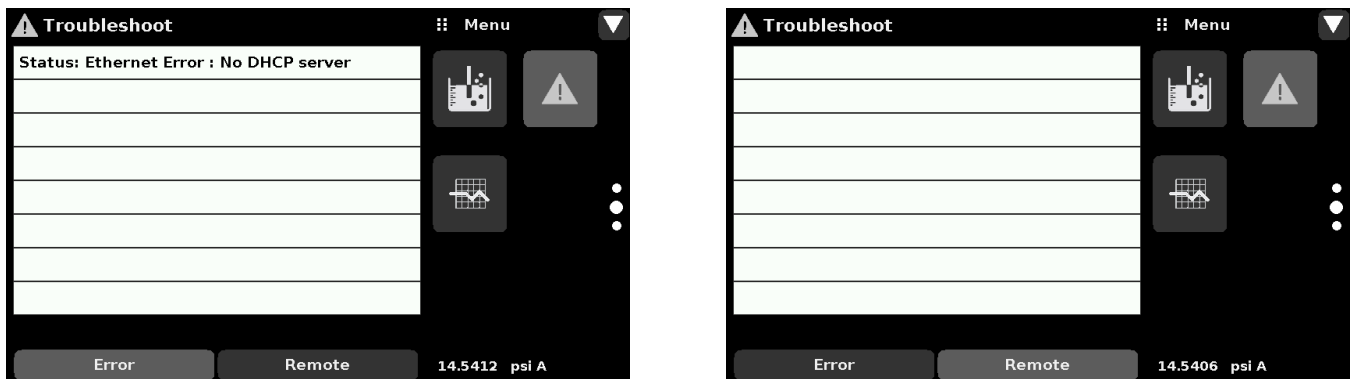 Troubleshoot
Menu
Status: Ethernet Error : No DHCP server
Error
Remote
14.5412 psi A
Troubleshoot
Menu
Error
Remote
14.5406 psi A